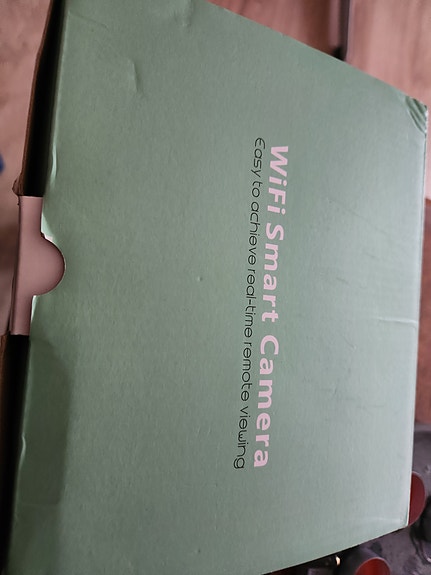 WiFi Smart Camera
Easy to achieve real-time remote viewing